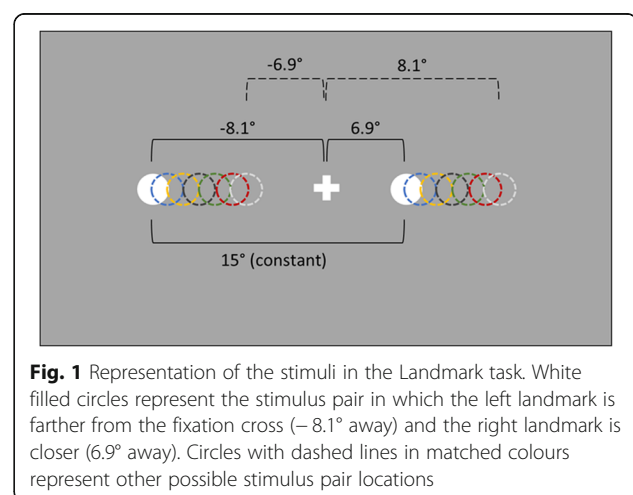 -6.9° 8.1°
-8.1° 6.9°
15° (constant)
Fig. 1 Representation of the stimuli in the Landmark task. White
filled circles represent the stimulus pair in which the left landmark is
farther from the fixation cross (− 8.1° away) and the right landmark is
closer (6.9° away). Circles with dashed lines in matched colours
represent other possible stimulus pair locations